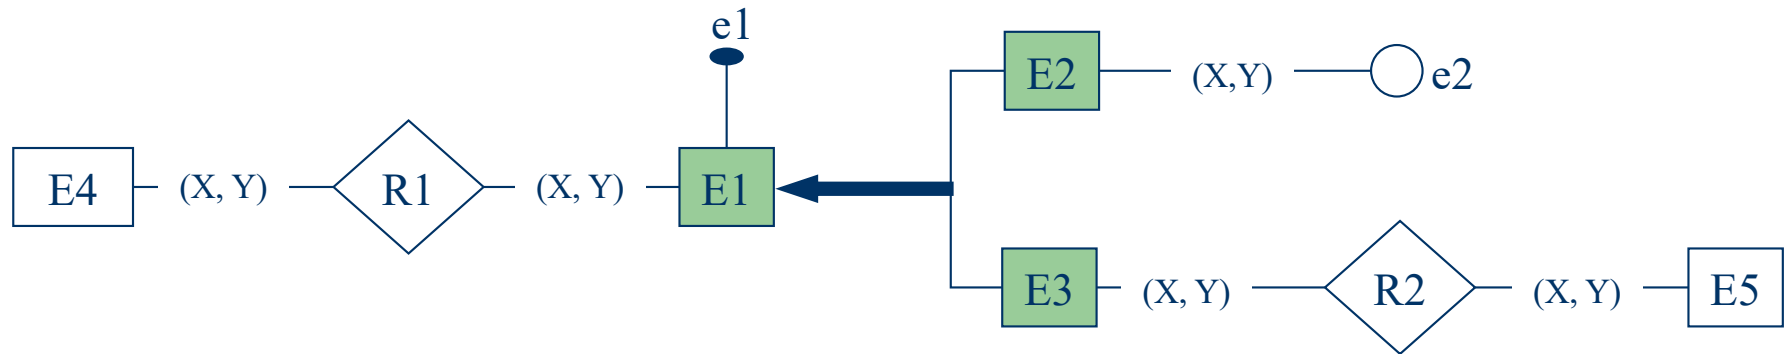 e1
E2 (X,Y) e2
E4 (X, Y) R1 (X, Y) E1
E3 (X, Y) R2 (X, Y) E5